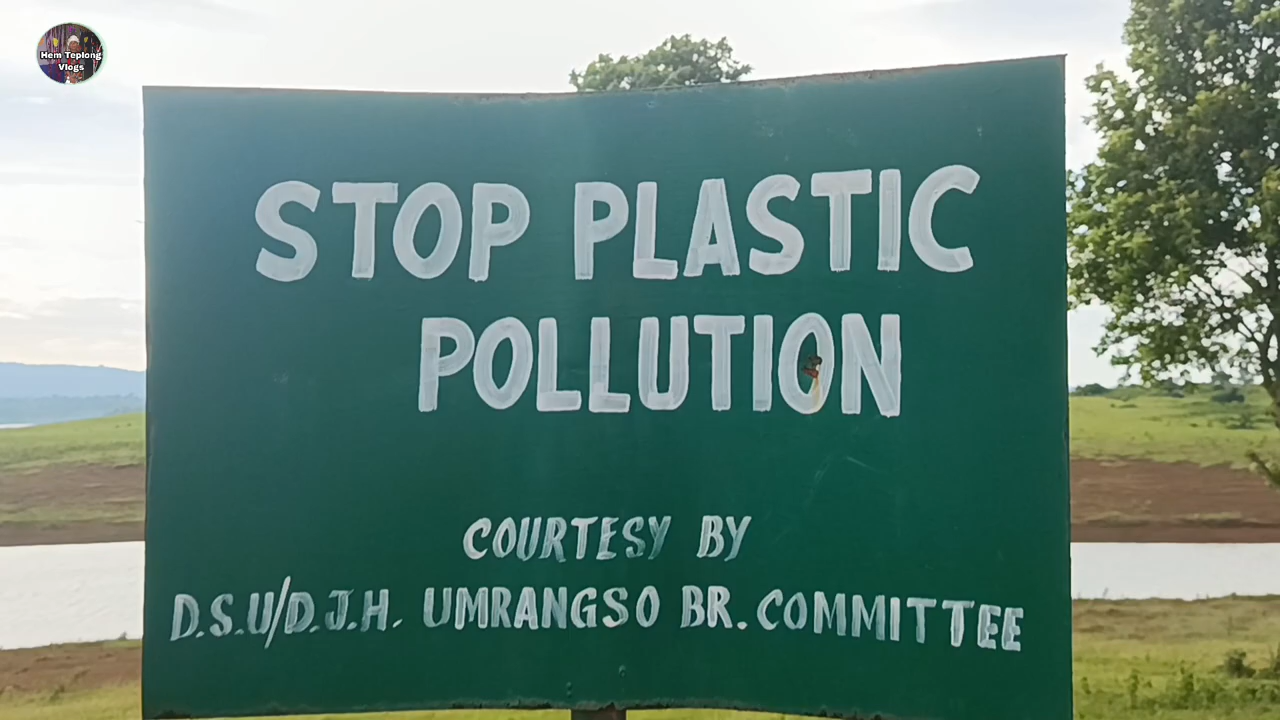 Hem Teplong
Vlogs
STOP PLASTIC
POLLUTION
COURTESY BY
D.S.U/D.J.H. UMRANGSO BR. COMMITTEE